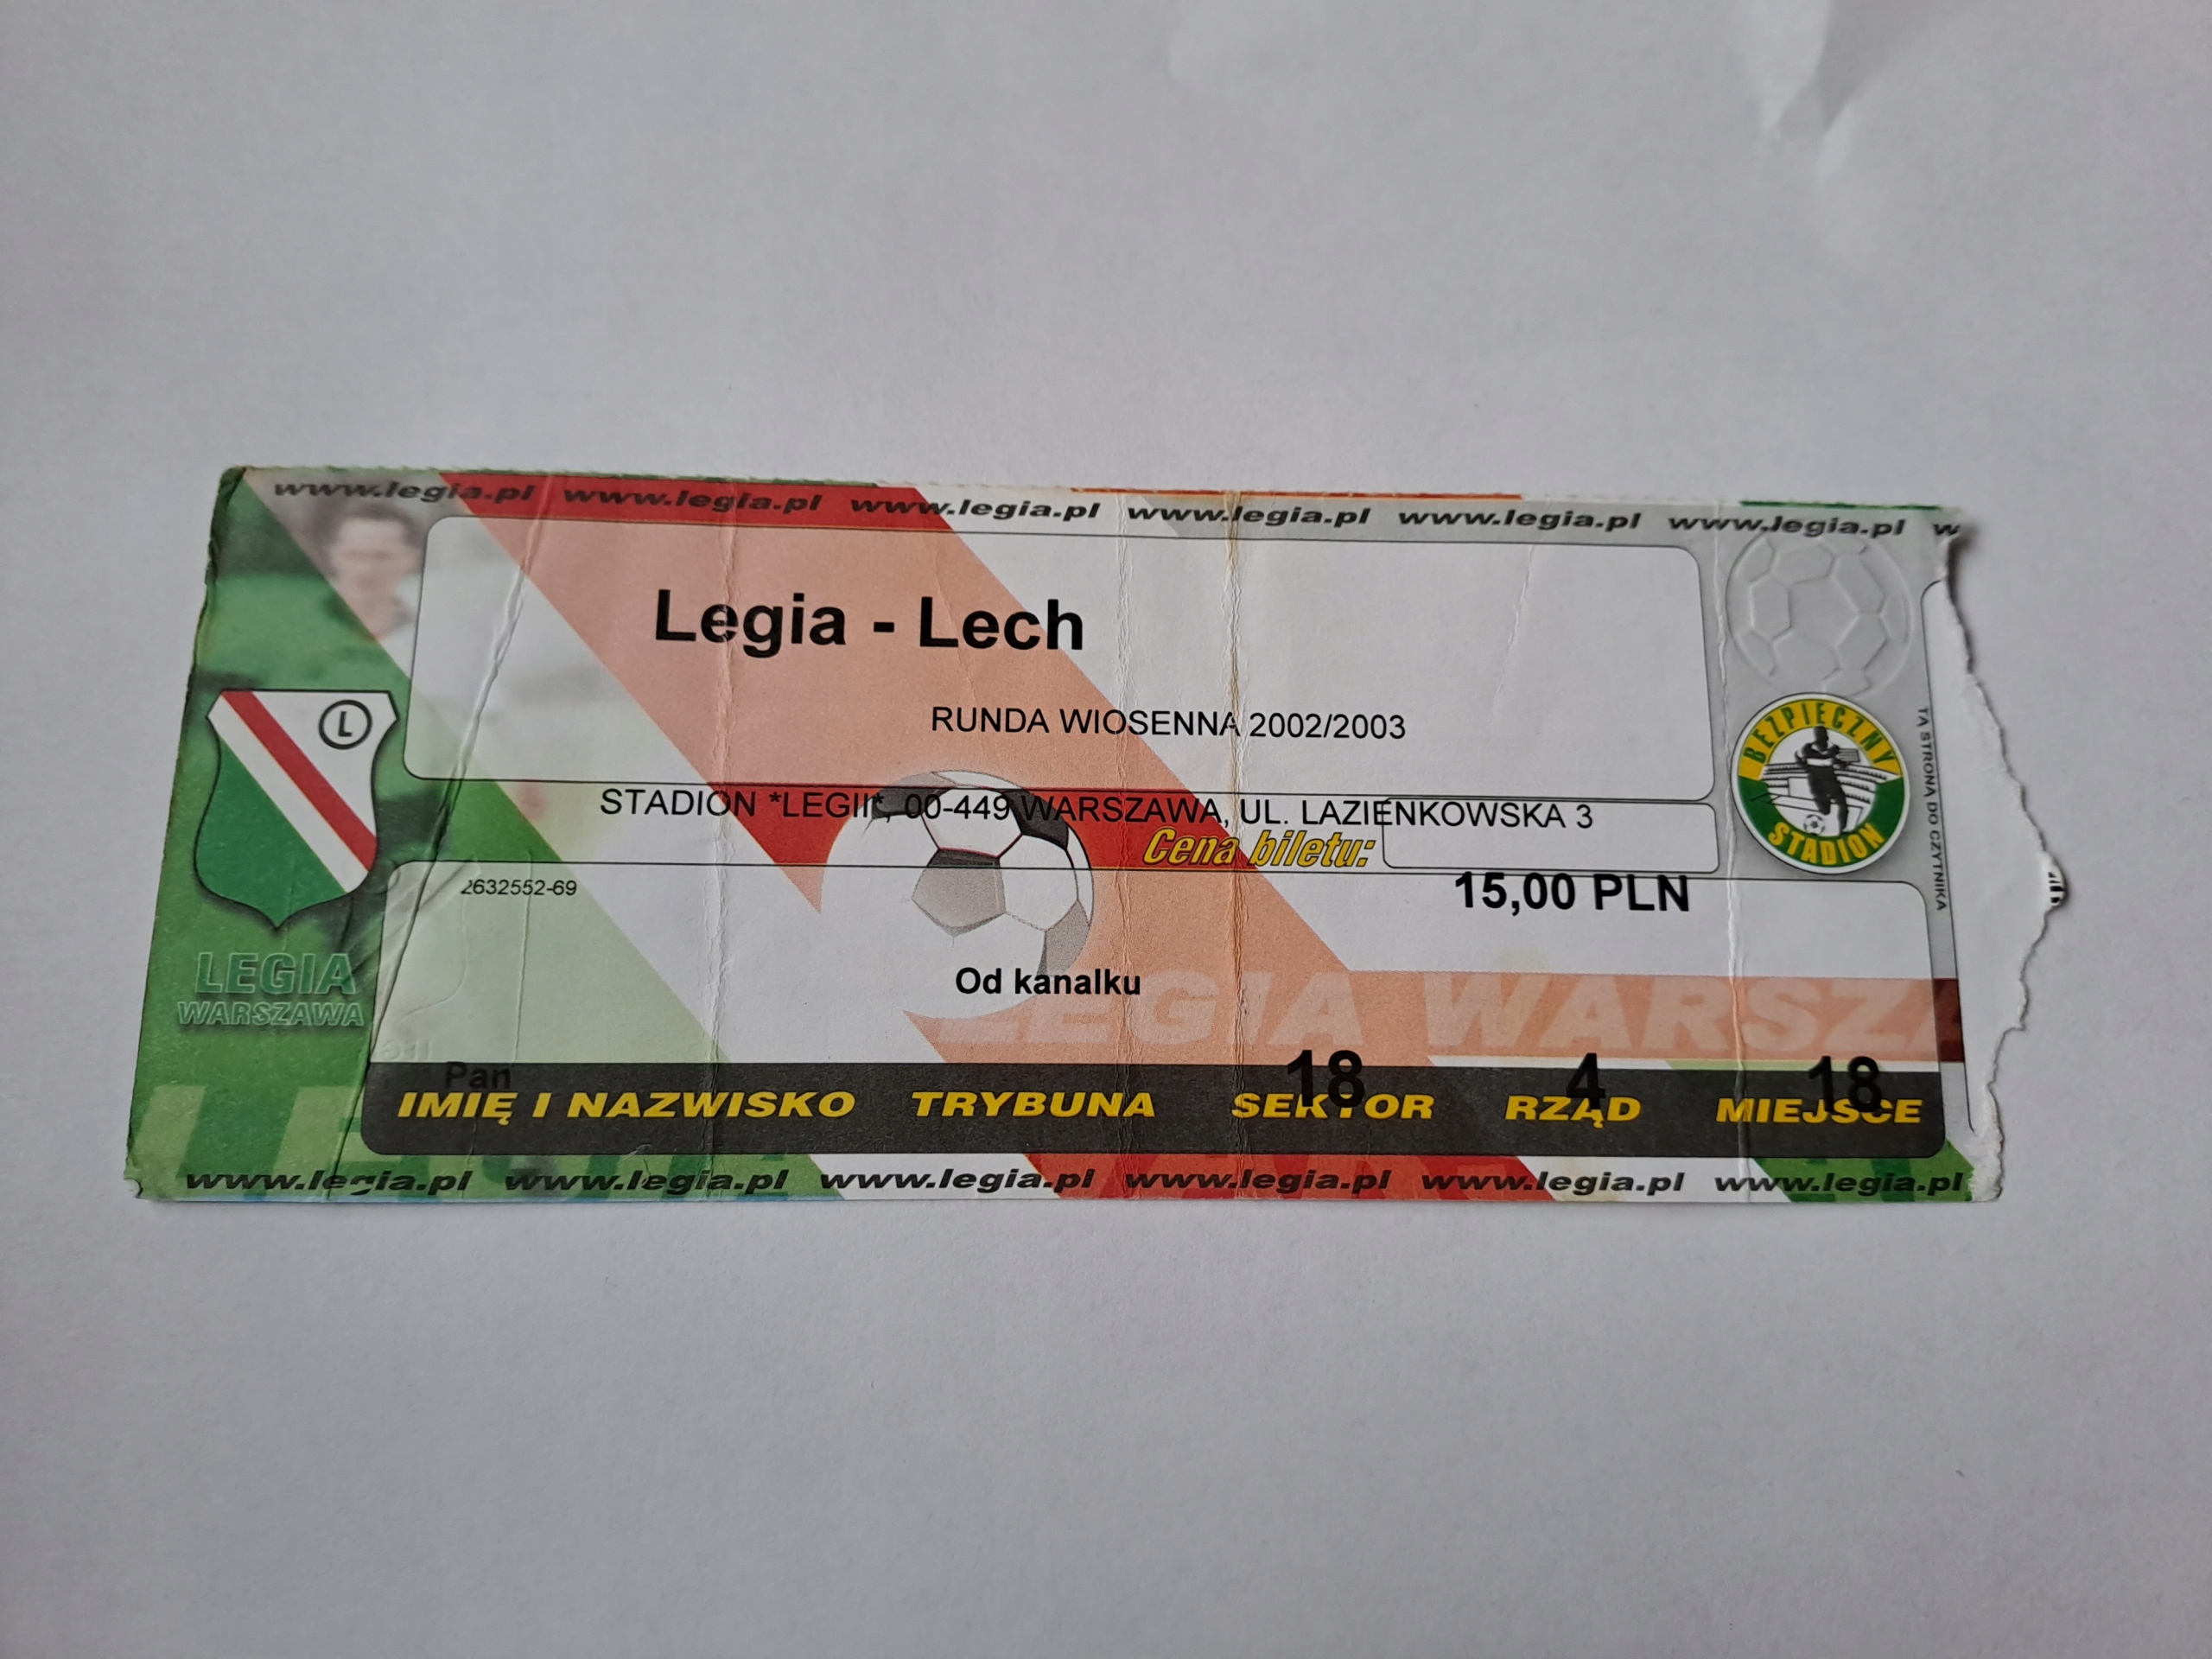 www.legia.pl www.legia.pl www.legia.pl www.legia.pl www.legia.pl www.legia.pl w
Legia - Lech
RUNDA WIOSENNA 2002/2003
L
BEZPIECZNY
STADION
TA STRONA DO CZYTNIKA
STADION *LEGII*, 00-449 WARSZAWA, UL. LAZIENKOWSKA 3
Cena biletu:
15,00 PLN
2632552-69
LEGIA
WARSZAWA
Od kanalku
LEGIA WARSZA
Pan 18 4 18
IMIĘ I NAZWISKO TRYBUNA SEKTOR RZĄD MIEJSCE
www.legia.pl www.legia.pl www.legia.pl www.legia.pl www.legia.pl www.legia.pl